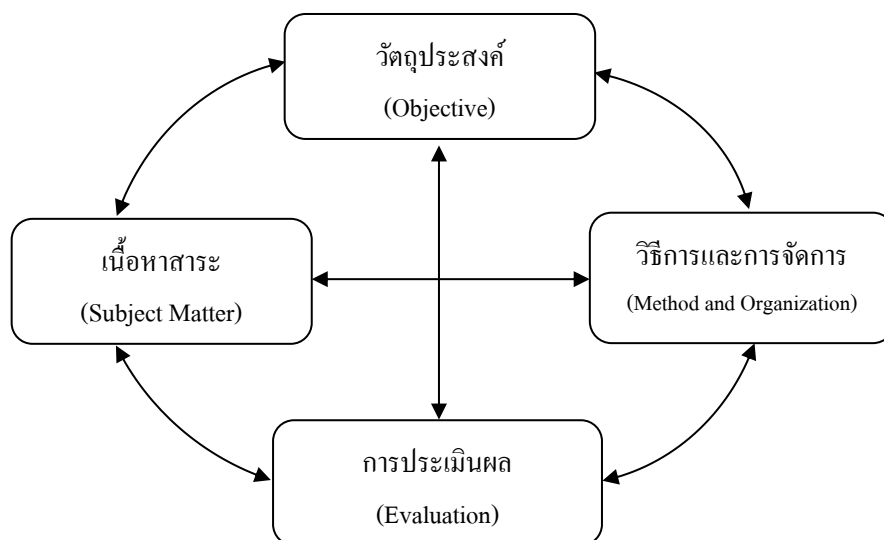 วัตถุประสงค์
(Objective)
เนื้อหาสาระ
(Subject Matter)
วิธีการและการจัดการ
(Method and Organization)
การประเมินผล
(Evaluation)